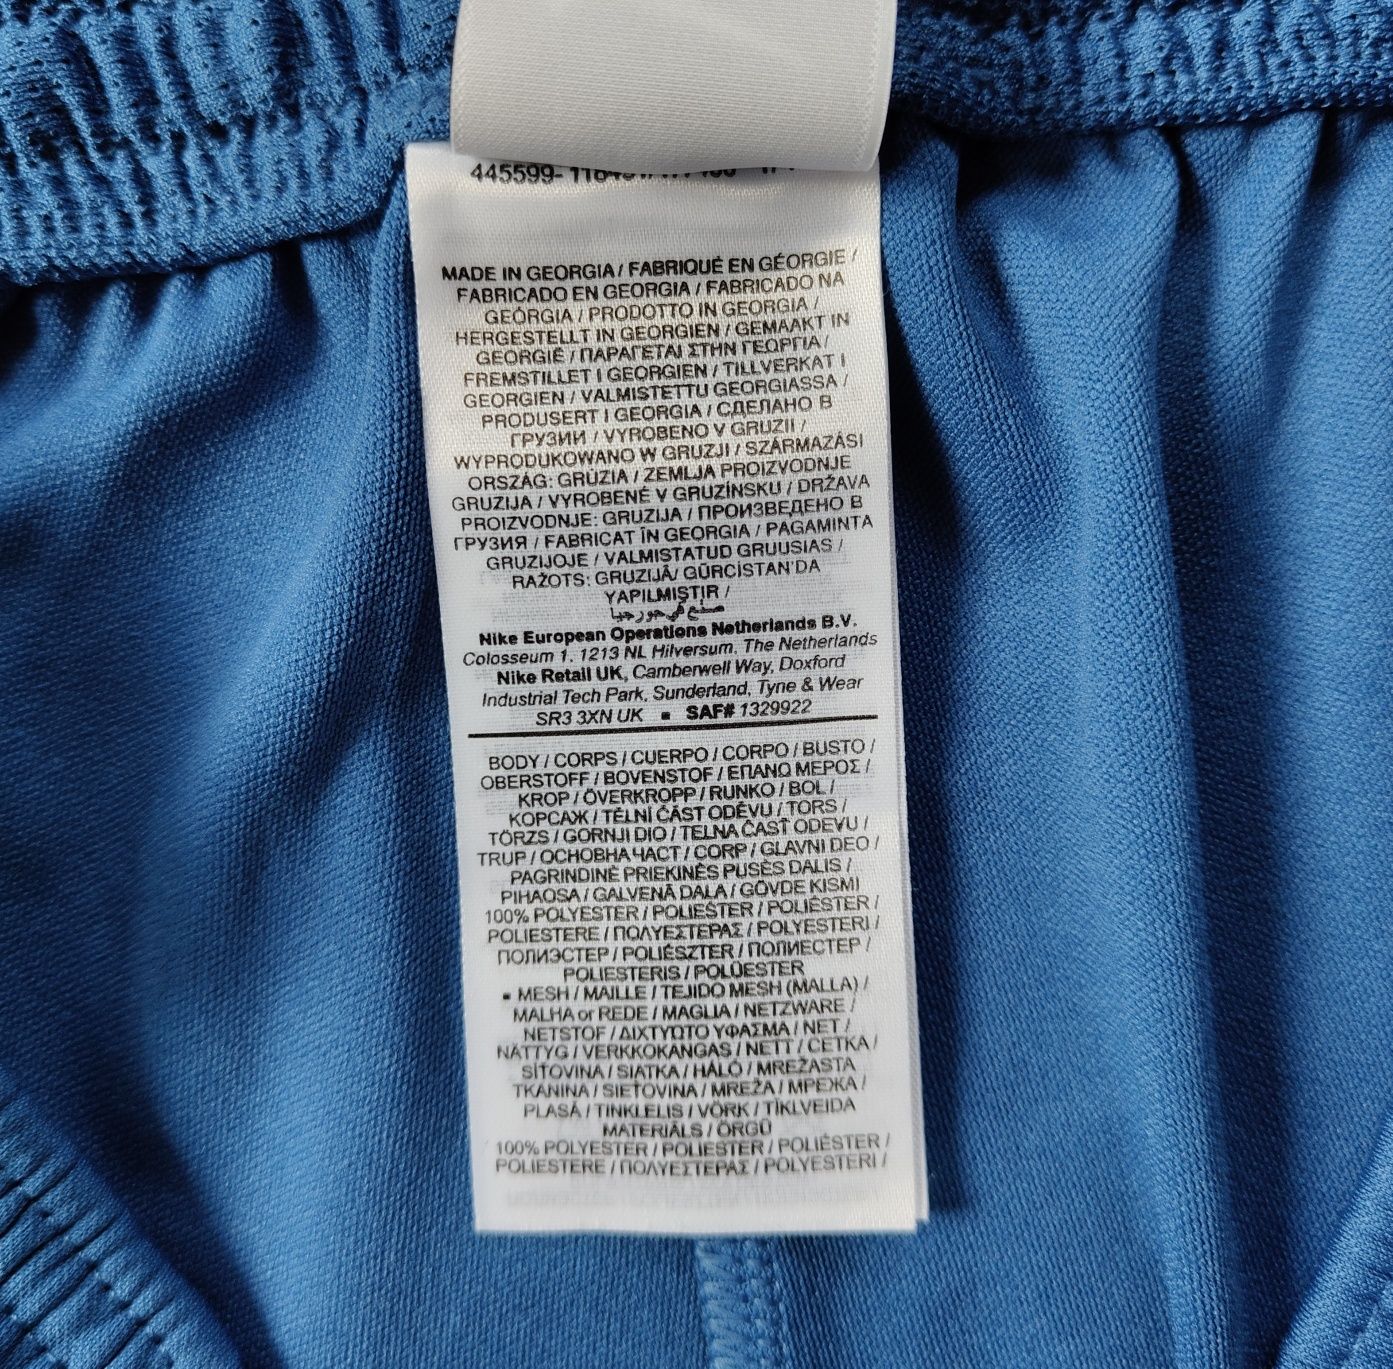 445599-
MADE IN GEORGIA / FABRIQUÉ EN GÉORGIE /
FABRICADO EN GEORGIA / FABRICADO NA
GEÓRGIA / PRODOTTO IN GEORGIA /
HERGESTELLT IN GEORGIEN / GEMAAKT IN
GEORGIË / ΠΑΡΑΓΕΤΑΙ ΣΤΗΝ ΓΕΩΡΓΙΑ /
FREMSTILLET I GEORGIEN / TILLVERKAT I
GEORGIEN / VALMISTETTU GEORGIASSA /
PRODUSERT I GEORGIA / СДЕЛАНО В
ГРУЗИИ / VYROBENO V GRUZII /
WYPRODUKOWANO W GRUZJI / SZÁRMAZÁSI
ORSZÁG: GRÚZIA / ZEMLJA PROIZVODNJE
GRUZIJA / VYROBENÉ V GRUZÍNSKU / DRŽAVA
PROIZVODNJE: GRUZIJA / ПРОИЗВЕДЕНО В
ГРУЗИЯ / FABRICAT ÎN GEORGIA / PAGAMINTA
GRUZIJOJE / VALMISTATUD GRUUSIAS /
RAŽOTS: GRUZIJĀ/ GÜRCİSTAN'DA
YAPILMIŞTIR /
صنع في جورجيا
Nike European Operations Netherlands B.V.
Colosseum 1, 1213 NL Hilversum, The Netherlands
Nike Retail UK, Camberwell Way, Doxford
Industrial Tech Park, Sunderland, Tyne & Wear
SR3 3XN UK ▪ SAF# 1329922
BODY / CORPS / CUERPO / CORPO / BUSTO /
OBERSTOFF / BOVENSTOF / ΕΠΑΝΩ ΜΕΡΟΣ /
KROP / ÖVERKROPP / RUNKO / BOL /
КОРСАЖ / TĚLNÍ ČÁST ODĚVU / TORS /
TÖRZS / GORNJI DIO / TELNA ČASŤ ODEVU /
TRUP / ОСНОВНА ЧАСТ / CORP / GLAVNI DEO /
PAGRINDINĖ PRIEKINĖS PUSĖS DALIS /
PIHAOSA / GALVENĀ DAĻA / GÖVDE KISMI
100% POLYESTER / POLIESTER / POLIÉSTER /
POLIESTERE / ΠΟΛΥΕΣΤΕΡΑΣ / POLYESTERI /
ПОЛИЭСТЕР / POLIÉSZTER / ПОЛИЕСТЕР /
POLIESTERIS / POLÜESTER
▪ MESH / MAILLE / TEJIDO MESH (MALLA) /
MALHA or REDE / MAGLIA / NETZWARE /
NETSTOF / ΔΙΧΤΥΩΤΟ ΥΦΑΣΜΑ / NET /
NÄTTYG / VERKKOKANGAS / NETT / СЕТКА /
SÍŤOVINA / SIATKA / HÁLÓ / MREŽASTA
TKANINA / SIEŤOVINA / MREŽA / МРЕЖА /
PLASĂ / TINKLELIS / VÕRK / TĪKLVEIDA
MATERIĀLS / ÖRGÜ
100% POLYESTER / POLIESTER / POLIÉSTER /
POLIESTERE / ΠΟΛΥΕΣΤΕΡΑΣ / POLYESTERI /